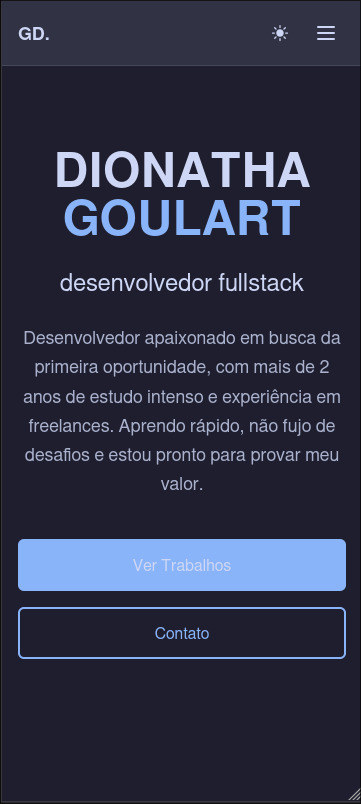 GD.
DIONATHA
GOULART
desenvolvedor fullstack
Desenvolvedor apaixonado em busca da
primeira oportunidade, com mais de 2
anos de estudo intenso e experiência em
freelances. Aprendo rápido, não fujo de
desafios e estou pronto para provar meu
valor.
Ver Trabalhos
Contato